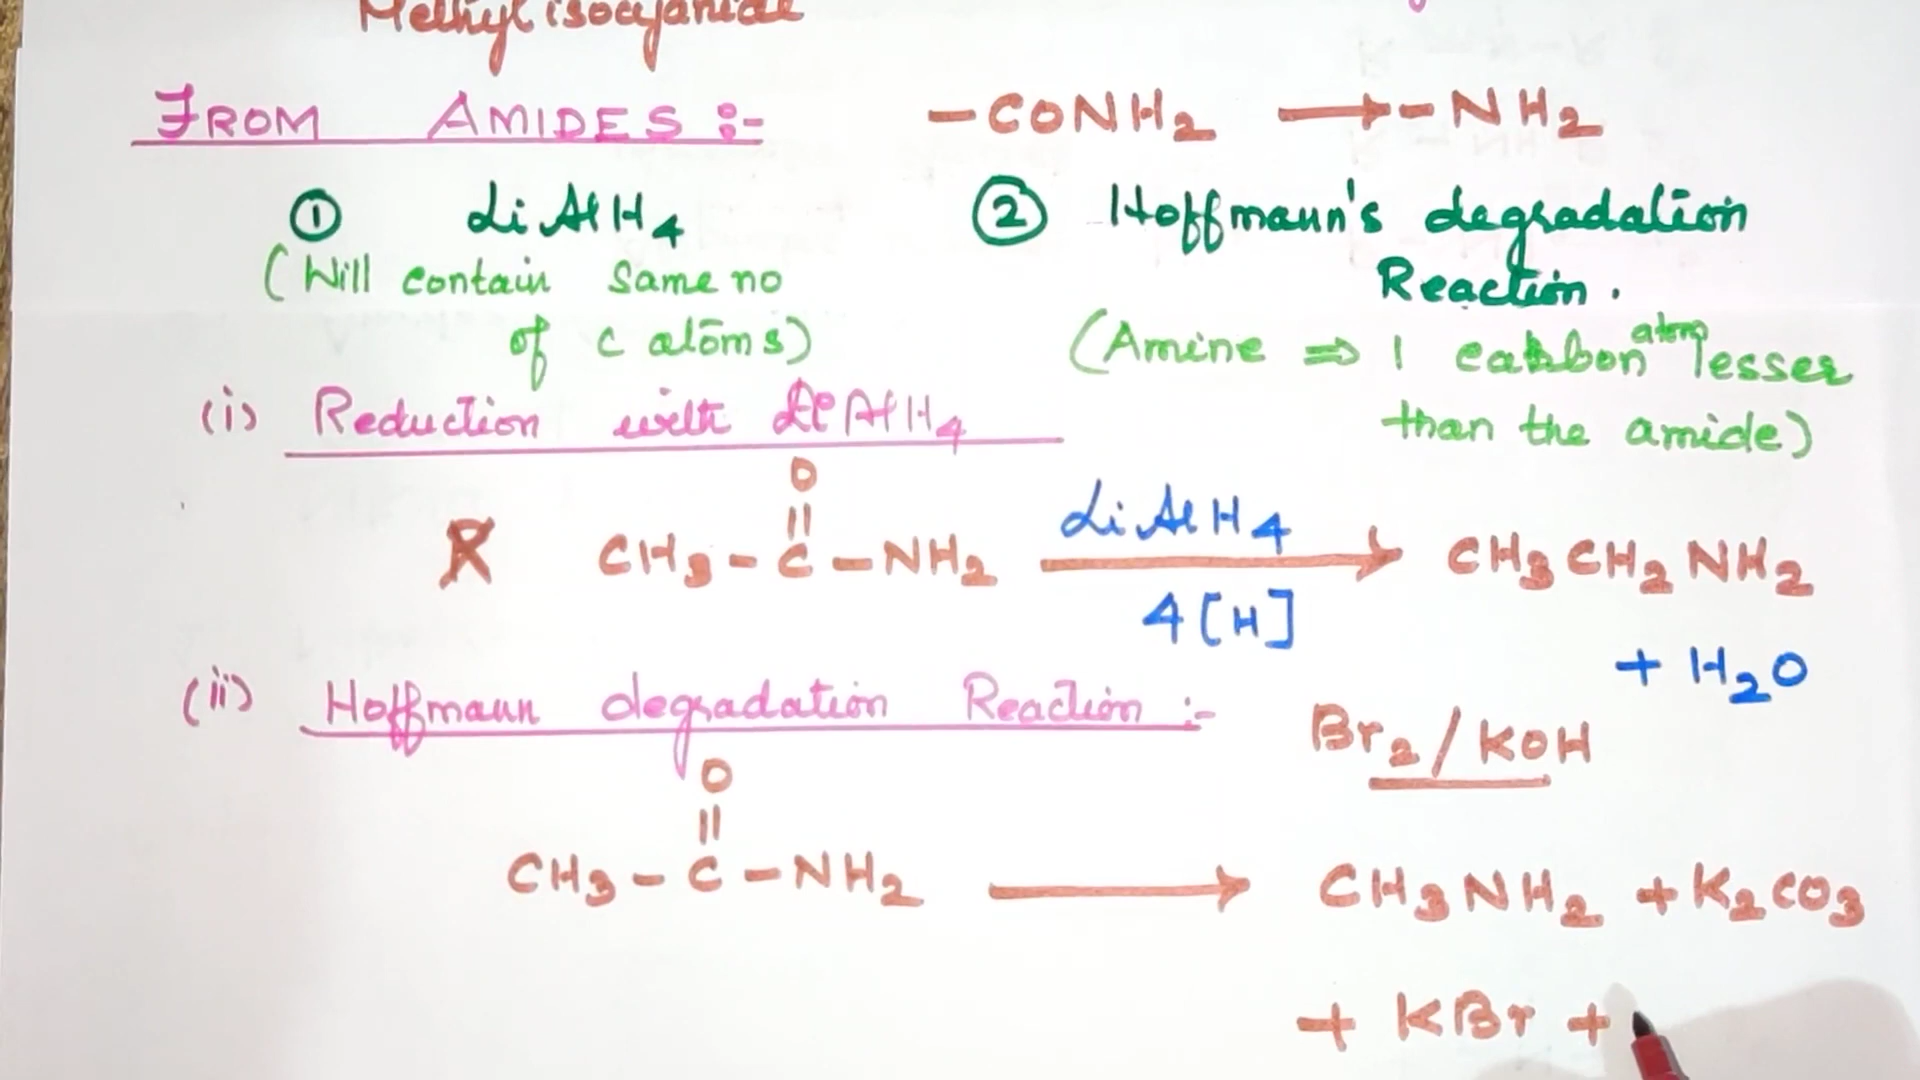 Methyl isocyanide
FROM AMIDES :-
-CONH2 → -NH2
① LiAlH4
(Will contain same no
of c atoms)
② Hoffmann's degradation
Reaction.
(Amine ⇒ 1 carbon atom lesser
than the amide)
(i) Reduction with LiAlH4
O
||
CH3 - C - NH2 LiAlH4 → CH3CH2NH2
4[H]
+ H2O
(ii) Hoffmann degradation Reaction :-
Br2/KOH
O
||
CH3 - C - NH2 → CH3NH2 + K2CO3
+ KBr +